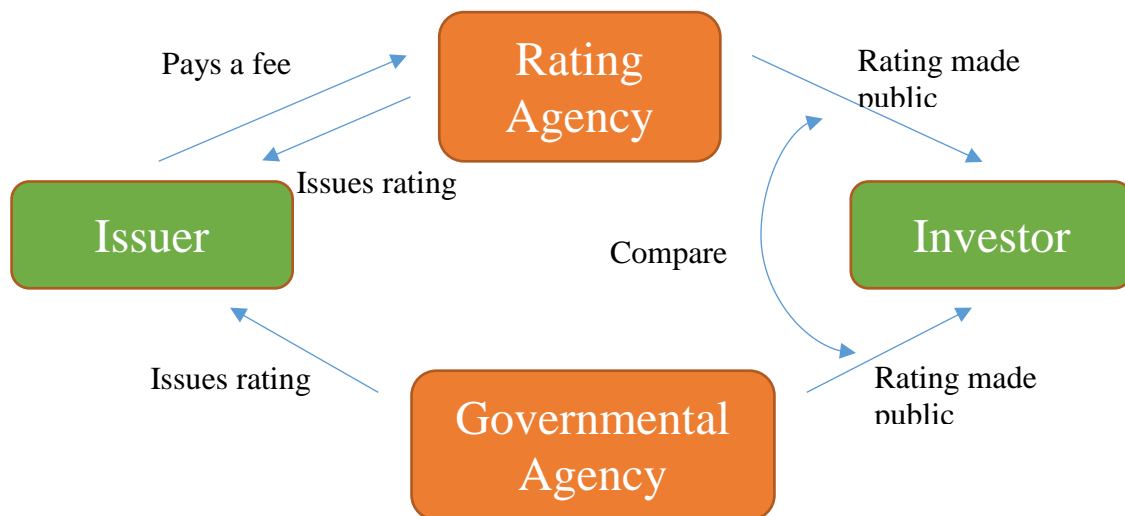 Pays a fee
Rating
Agency
Rating made
public
Issues rating
Issuer
Investor
Compare
Issues rating
Rating made
public
Governmental
Agency